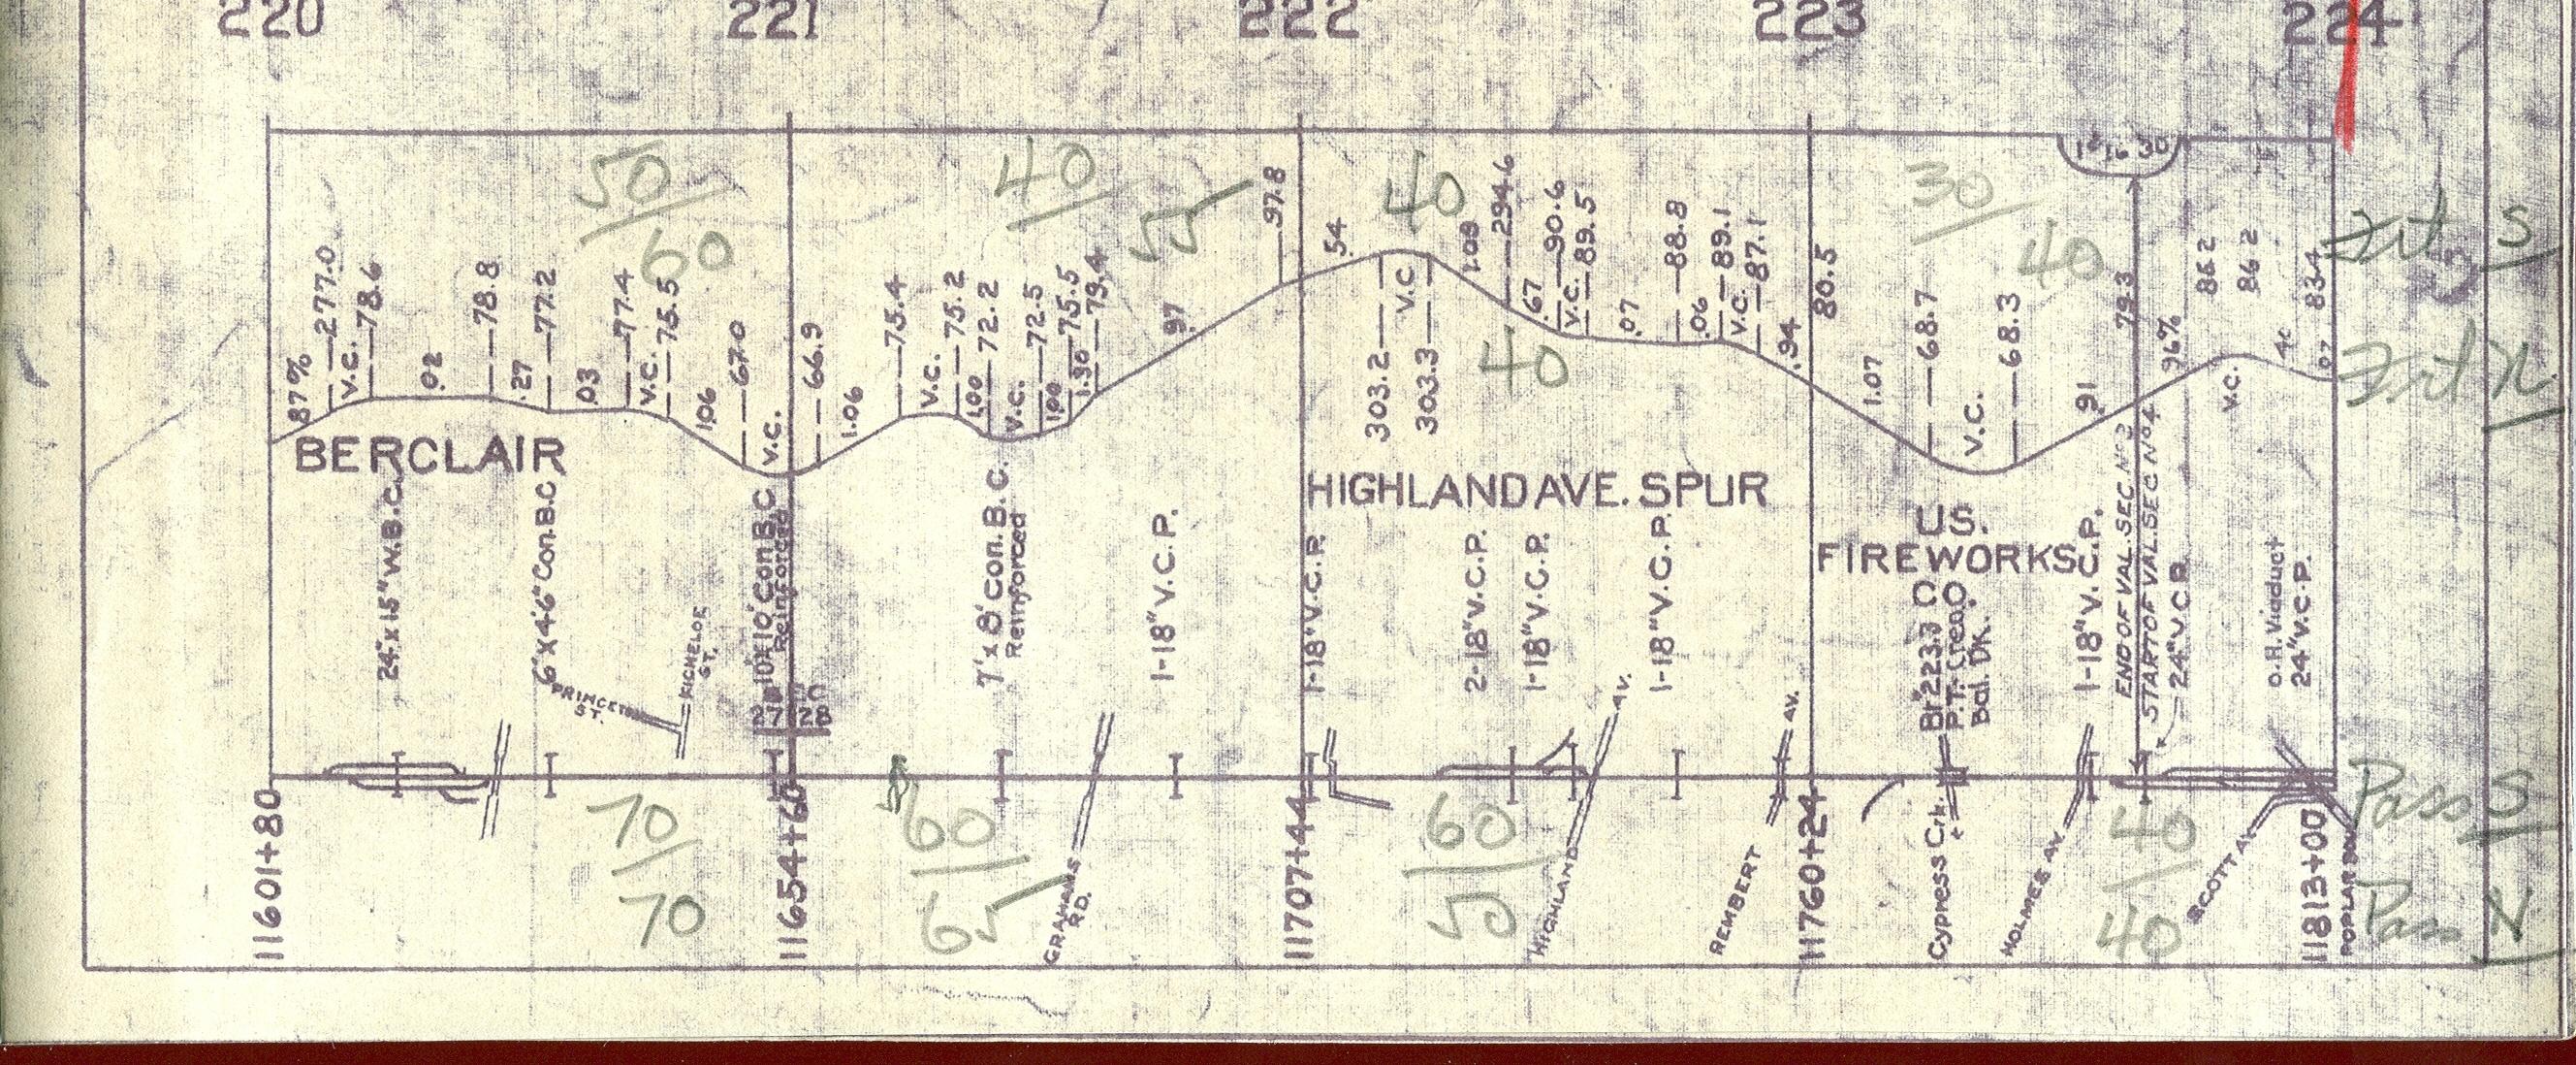 220
221
222
223
224
50
60
40
55
40
40
30
40
1° 16' 30"
Frt S
Frt N
.87%
277.0
V.C.
78.6
.02
78.8
.27
77.2
.03
77.4
V.C.
75.5
1.06
67.0
V.C.
66.9
1.06
75.4
V.C.
75.2
1.00
72.2
V.C.
72.5
1.00
75.5
1.30
79.4
.97
97.8
.54
303.2
V.C.
303.3
1.09
294.6
.67
90.6
V.C.
89.5
.07
88.8
.06
89.1
V.C.
87.1
.94
80.5
1.07
68.7
V.C.
68.3
.91
79.3
.96%
86.2
V.C.
86.2
.07
83.4
BERCLAIR
HIGHLAND AVE. SPUR
U.S.
FIREWORKS
CO.
24"x15" W.B.C.
6'x4'6" Con.B.C.
10'x10' Con.B.C.
Reinforced
7'x8' Con.B.C.
Reinforced
1-18" V.C.P.
1-18" V.C.P.
2-18" V.C.P.
1-18" V.C.P.
1-18" V.C.P.
Br 223.3
P.T.-Creo.
Bal. Dk.
1-18" V.C.P.
END OF VAL. SEC. Nº 3
START OF VAL. SEC Nº 4
24" V.C.P.
O.H. Viaduct
24" V.C.P.
PRINCETON
ST.
RICHELOE
ST.
27
28
11601+80
70
70
11654+60
60
65
GRAHAMS
RD.
11707+44
60
50
HIGHLAND
AV.
REMBERT
AV.
11760+24
Cypress Crk.
HOLMES AV.
40
40
SCOTT AV.
11813+00
Pass S
Pass N